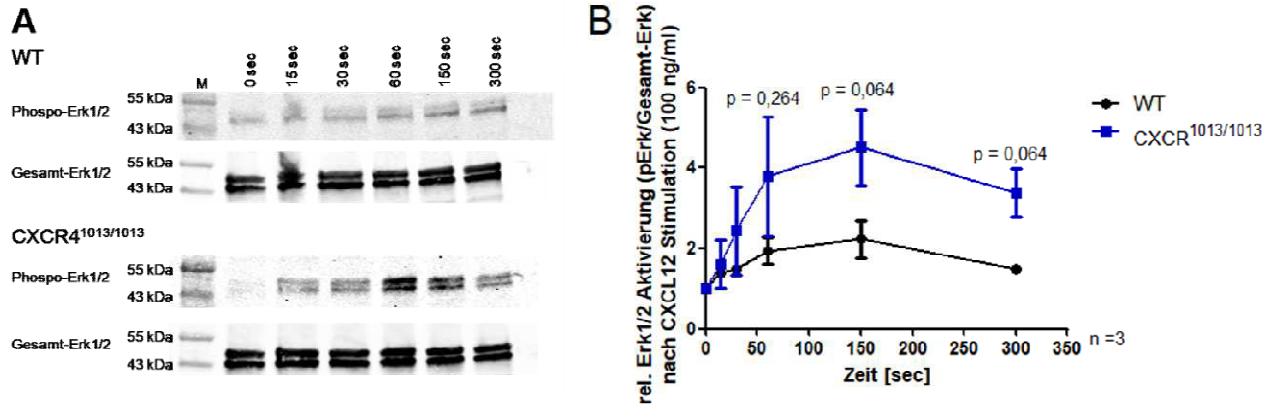 A
WT
M
0 sec
15 sec
30 sec
60 sec
150 sec
300 sec
Phospo-Erk1/2
55 kDa
43 kDa
Gesamt-Erk1/2
55 kDa
43 kDa
CXCR4^1013/1013
Phospo-Erk1/2
55 kDa
43 kDa
Gesamt-Erk1/2
55 kDa
43 kDa
B
rel. Erk1/2 Aktivierung (pErk/Gesamt-Erk)
nach CXCL12 Stimulation (100 ng/ml)
6
4
2
0
p = 0,264
p = 0,064
p = 0,064
0 50 100 150 200 250 300 350
Zeit [sec]
WT
CXCR^1013/1013
n =3